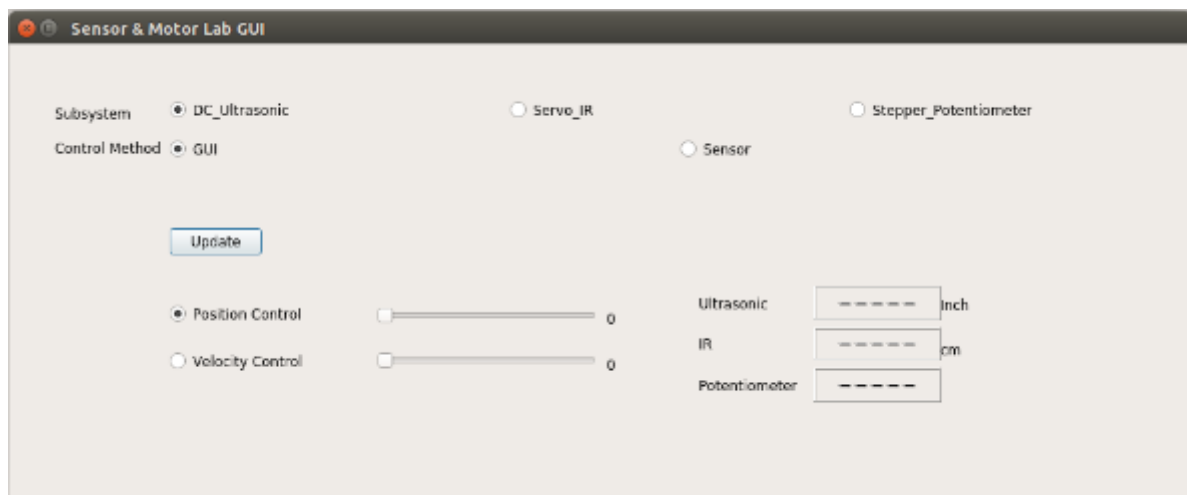 Sensor & Motor Lab GUI
Subsystem DC_Ultrasonic Servo_IR Stepper_Potentiometer
Control Method GUI Sensor
Update
Position Control 0
Velocity Control 0
Ultrasonic ----- Inch
IR ----- cm
Potentiometer -----